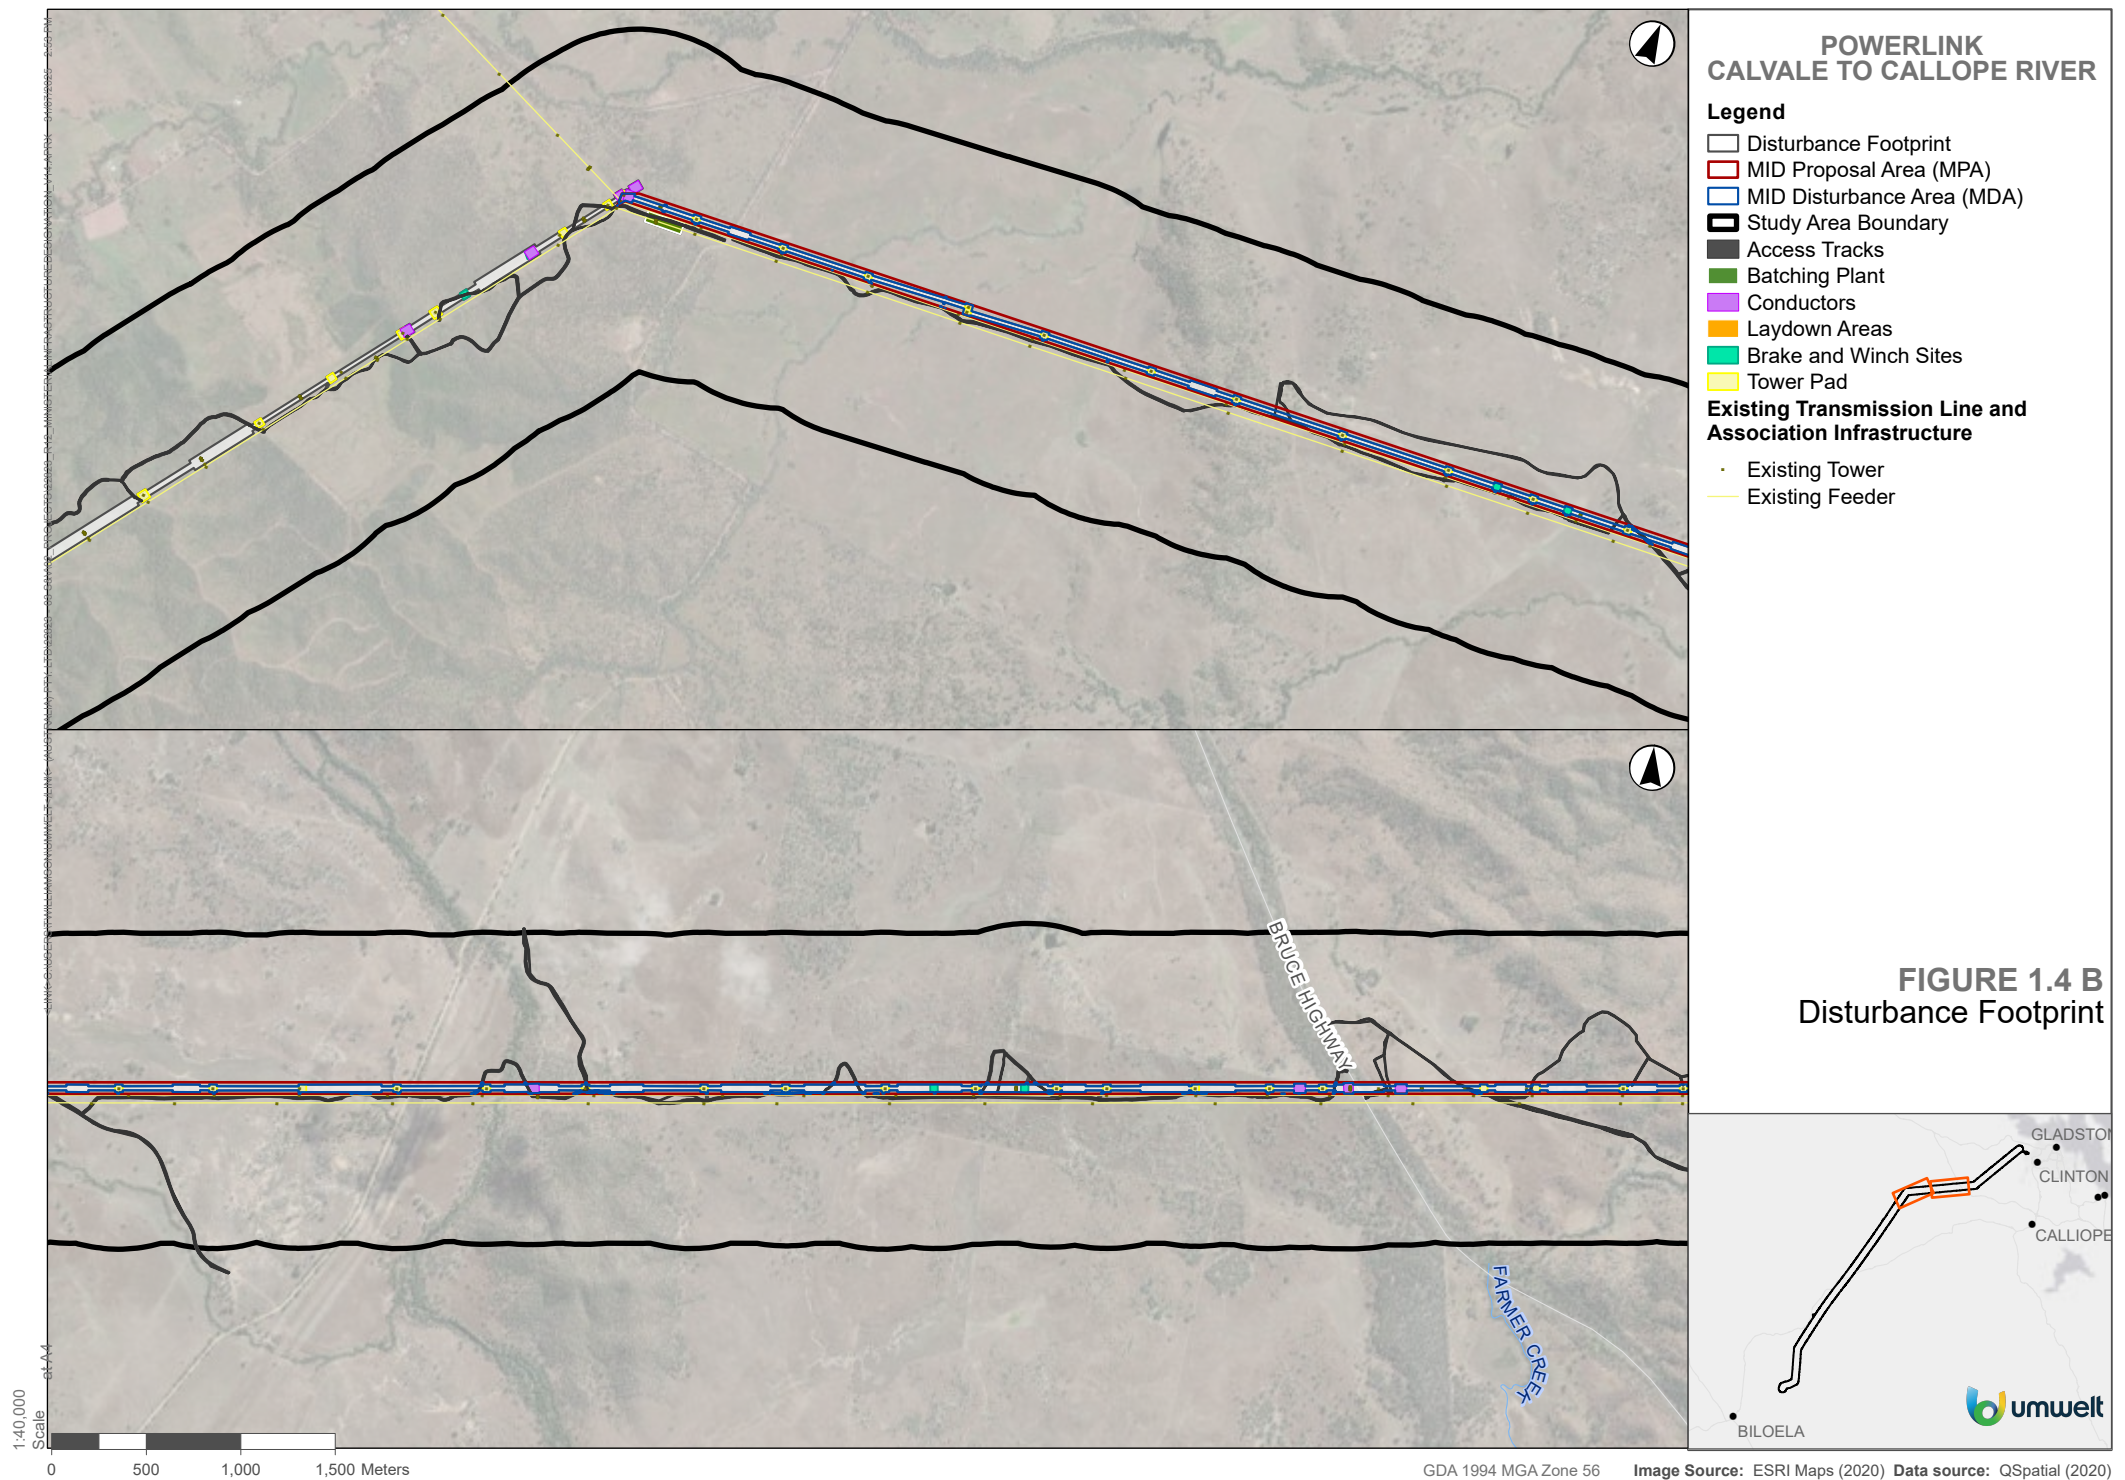 POWERLINK
CALVALE TO CALLOPE RIVER
Legend
Disturbance Footprint
MID Proposal Area (MPA)
MID Disturbance Area (MDA)
Study Area Boundary
Access Tracks
Batching Plant
Conductors
Laydown Areas
Brake and Winch Sites
Tower Pad
Existing Transmission Line and
Association Infrastructure
Existing Tower
Existing Feeder
BRUCE HIGHWAY
FARMER CREEK
FIGURE 1.4 B
Disturbance Footprint
GLADSTON
CLINTON
CALLIOPE
BILOELA
umwelt
Scale
1:40,000
at A4
0 500 1,000 1,500 Meters
GDA 1994 MGA Zone 56 Image Source: ESRI Maps (2020) Data source: QSpatial (2020)